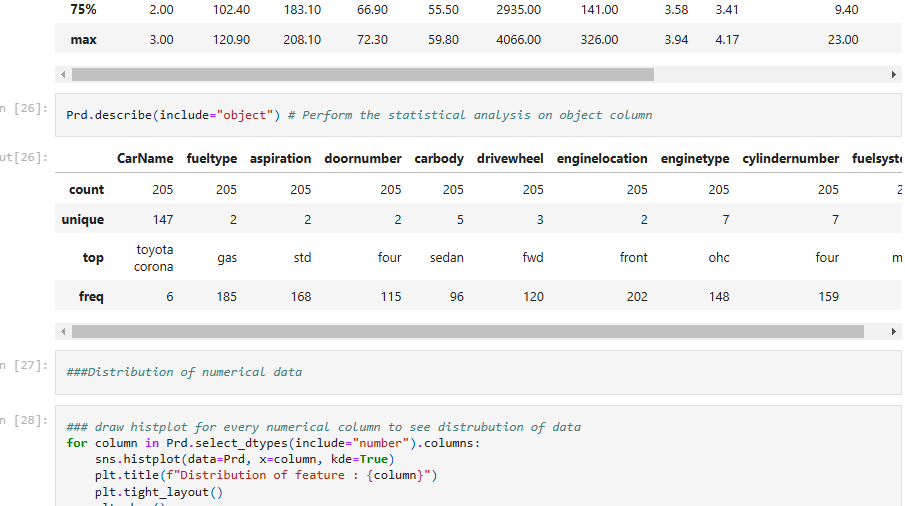 75% 2.00 102.40 183.10 66.90 55.50 2935.00 141.00 3.58 3.41 9.40
max 3.00 120.90 208.10 72.30 59.80 4066.00 326.00 3.94 4.17 23.00
n [26]:
Prd.describe(include="object") # Perform the statistical analysis on object column
ut[26]:
CarName fueltype aspiration doornumber carbody drivewheel enginelocation enginetype cylindernumber fuelsyste
count 205 205 205 205 205 205 205 205 205 2
unique 147 2 2 2 5 3 2 7 7
top toyota corona gas std four sedan fwd front ohc four m
freq 6 185 168 115 96 120 202 148 159
n [27]:
###Distribution of numerical data
n [28]:
### draw histplot for every numerical column to see distrubution of data
for column in Prd.select_dtypes(include="number").columns:
    sns.histplot(data=Prd, x=column, kde=True)
    plt.title(f"Distribution of feature : {column}")
    plt.tight_layout()